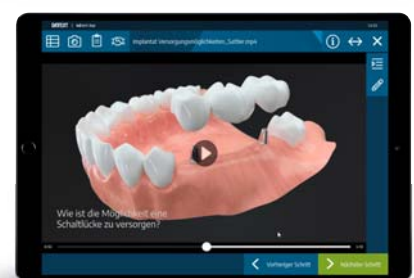 Implantat Versorgungsmöglichkeiten_Sattler.mp4
Wie ist die Möglichkeit eine
Schaltlücke zu versorgen?
Vorheriger Schritt
Nächster Schritt